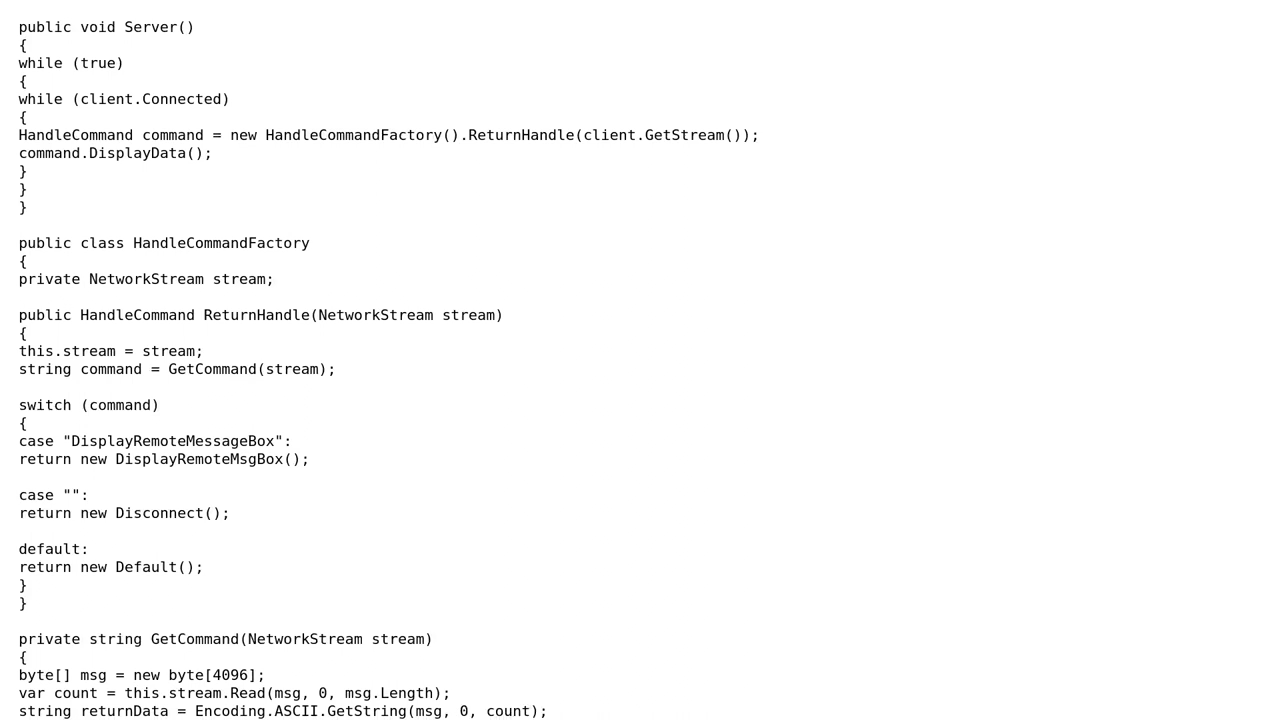 public void Server()
{
while (true)
{
while (client.Connected)
{
HandleCommand command = new HandleCommandFactory().ReturnHandle(client.GetStream());
command.DisplayData();
}
}
}

public class HandleCommandFactory
{
private NetworkStream stream;

public HandleCommand ReturnHandle(NetworkStream stream)
{
this.stream = stream;
string command = GetCommand(stream);

switch (command)
{
case "DisplayRemoteMessageBox":
return new DisplayRemoteMsgBox();

case "":
return new Disconnect();

default:
return new Default();
}
}

private string GetCommand(NetworkStream stream)
{
byte[] msg = new byte[4096];
var count = this.stream.Read(msg, 0, msg.Length);
string returnData = Encoding.ASCII.GetString(msg, 0, count);